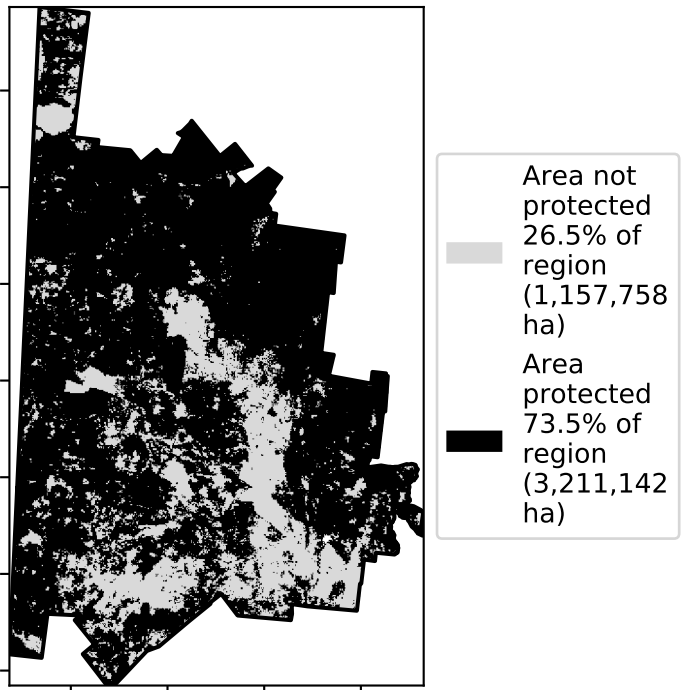 Area not
protected
26.5% of
region
(1,157,758
ha)
Area
protected
73.5% of
region
(3,211,142
ha)